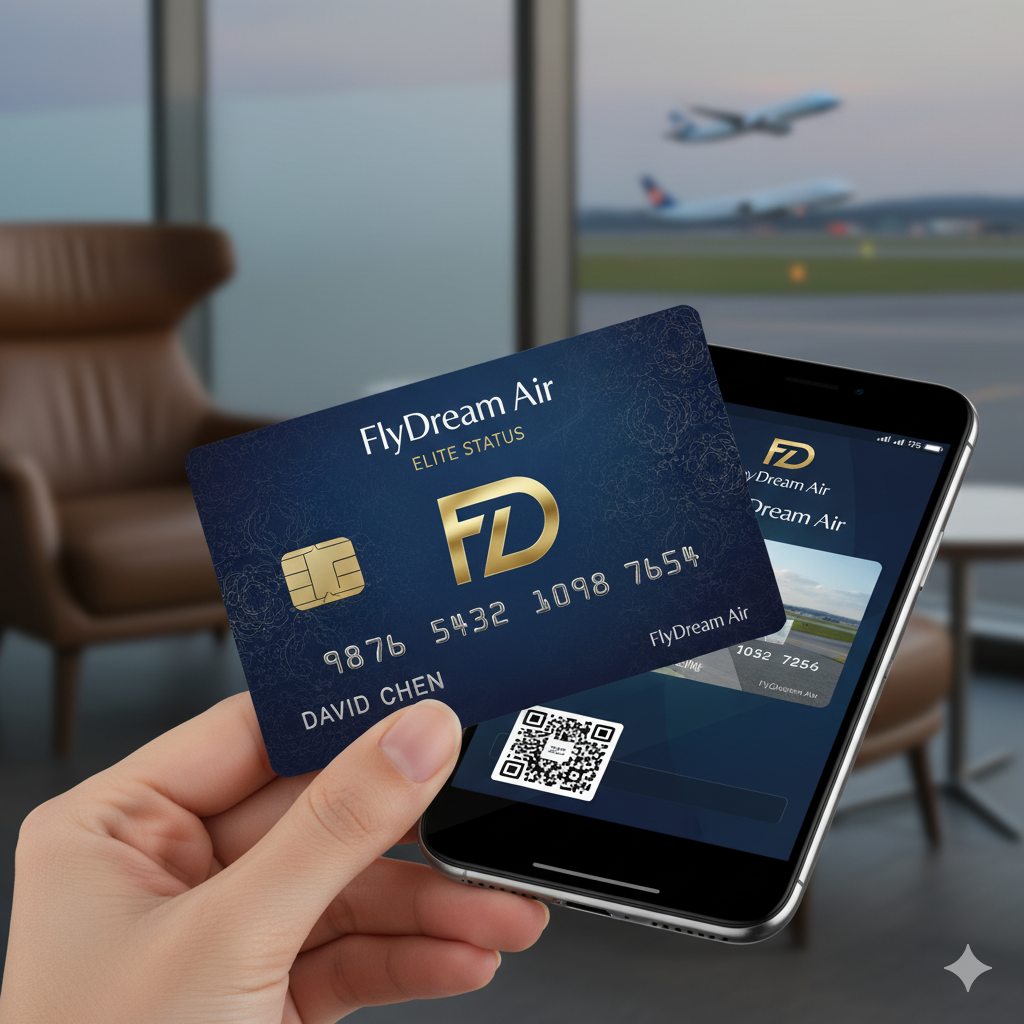 FlyDream Air
ELITE STATUS
FD
9876 5432 1098 7654
DAVID CHEN
FlyDream Air
FD
Dream Air
Dream Air
1032 7256